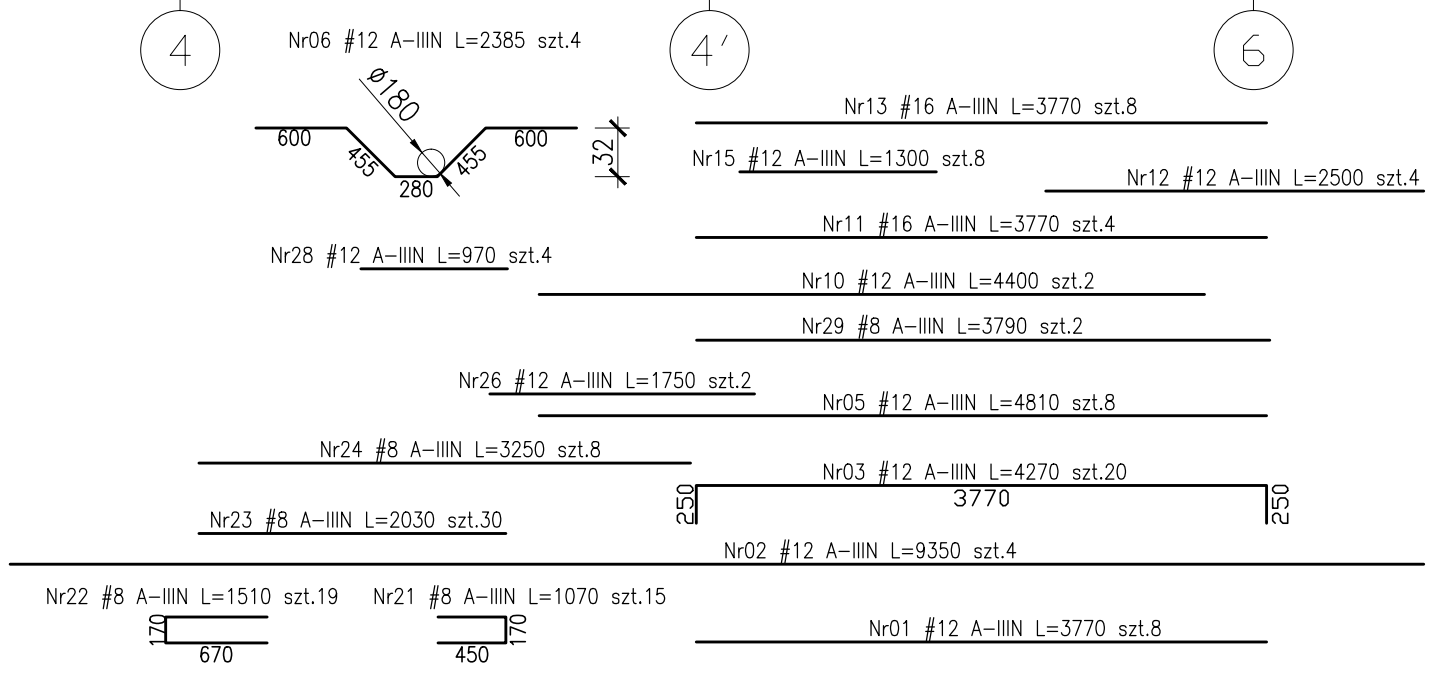 4
4'
6
Nr06 #12 A-IIIN L=2385 szt.4
ø180
600
455
280
455
600
32
Nr13 #16 A-IIIN L=3770 szt.8
Nr15 #12 A-IIIN L=1300 szt.8
Nr12 #12 A-IIIN L=2500 szt.4
Nr11 #16 A-IIIN L=3770 szt.4
Nr28 #12 A-IIIN L=970 szt.4
Nr10 #12 A-IIIN L=4400 szt.2
Nr29 #8 A-IIIN L=3790 szt.2
Nr26 #12 A-IIIN L=1750 szt.2
Nr05 #12 A-IIIN L=4810 szt.8
Nr24 #8 A-IIIN L=3250 szt.8
Nr03 #12 A-IIIN L=4270 szt.20
250
3770
250
Nr23 #8 A-IIIN L=2030 szt.30
Nr02 #12 A-IIIN L=9350 szt.4
Nr22 #8 A-IIIN L=1510 szt.19
170
670
Nr21 #8 A-IIIN L=1070 szt.15
170
450
Nr01 #12 A-IIIN L=3770 szt.8